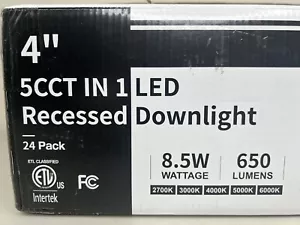 4"
5CCT IN 1 LED
Recessed Downlight
24 Pack
ETL CLASSIFIED
ETL
US
Intertek
FC
8.5W
WATTAGE
650
LUMENS
2700K 3000K 4000K 5000K 6000K